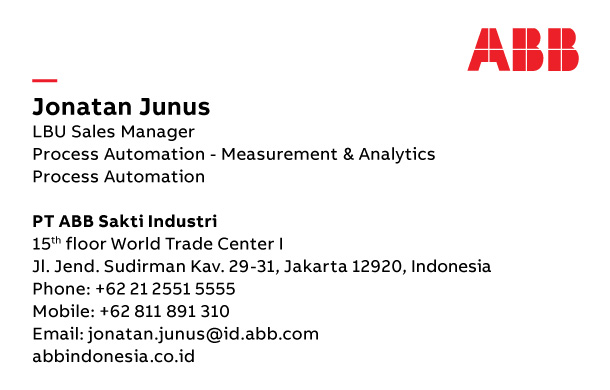 ABB
Jonatan Junus
LBU Sales Manager
Process Automation - Measurement & Analytics
Process Automation
PT ABB Sakti Industri
15th floor World Trade Center I
Jl. Jend. Sudirman Kav. 29-31, Jakarta 12920, Indonesia
Phone: +62 21 2551 5555
Mobile: +62 811 891 310
Email: jonatan.junus@id.abb.com
abbindonesia.co.id